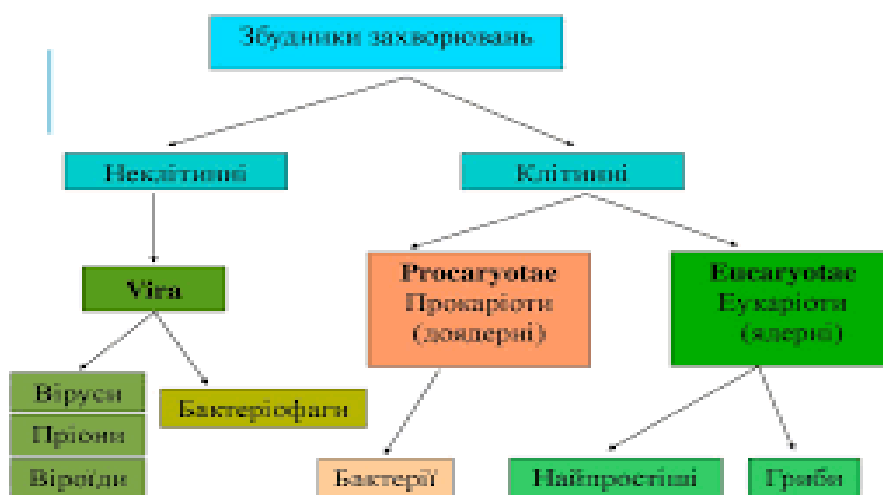 Збудники захворювань
Неклітинні
Клітинні
Vira
Procaryotae
Прокаріоти
(доядерні)
Eucaryotae
Еукаріоти
(ядерні)
Віруси
Пріони
Віроїди
Бактеріофаги
Бактерії
Найпростіші
Гриби